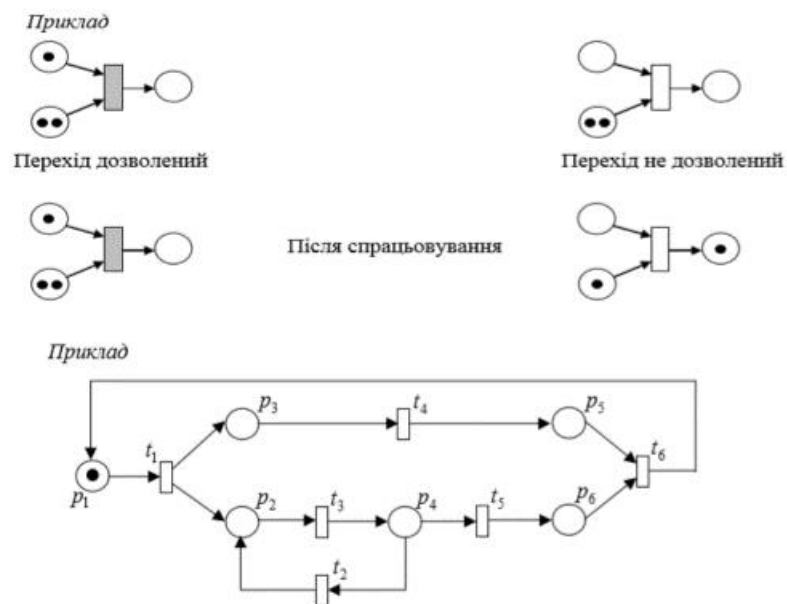 Приклад
Перехід дозволений
Перехід не дозволений
Після спрацьовування
Приклад
p3
t4
p5
t1
t6
p1
p2
t3
p4
t5
p6
t2